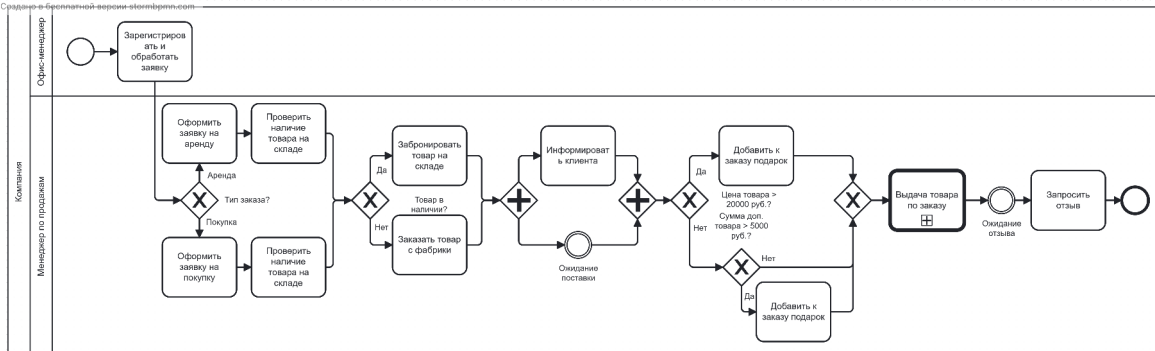 Создано в бесплатной версии stormbpmn.com
Компания
Офис-менеджер
Зарегистриров
ать и
обработать
заявку
Менеджер по продажам
Оформить
заявку на
аренду
Проверить
наличие
товара на
складе
Аренда
Тип заказа?
Покупка
Оформить
заявку на
покупку
Проверить
наличие
товара на
складе
Забронировать
товар на
складе
Да
Товар в
наличии?
Нет
Заказать товар
с фабрики
Информироват
ь клиента
Ожидание
поставки
Добавить к
заказу подарок
Да
Цена товара >
20000 руб.?
Нет
Сумма доп.
товара > 5000
руб.?
Нет
Да
Добавить к
заказу подарок
Выдача товара
по заказу
Ожидание
отзыва
Запросить
отзыв